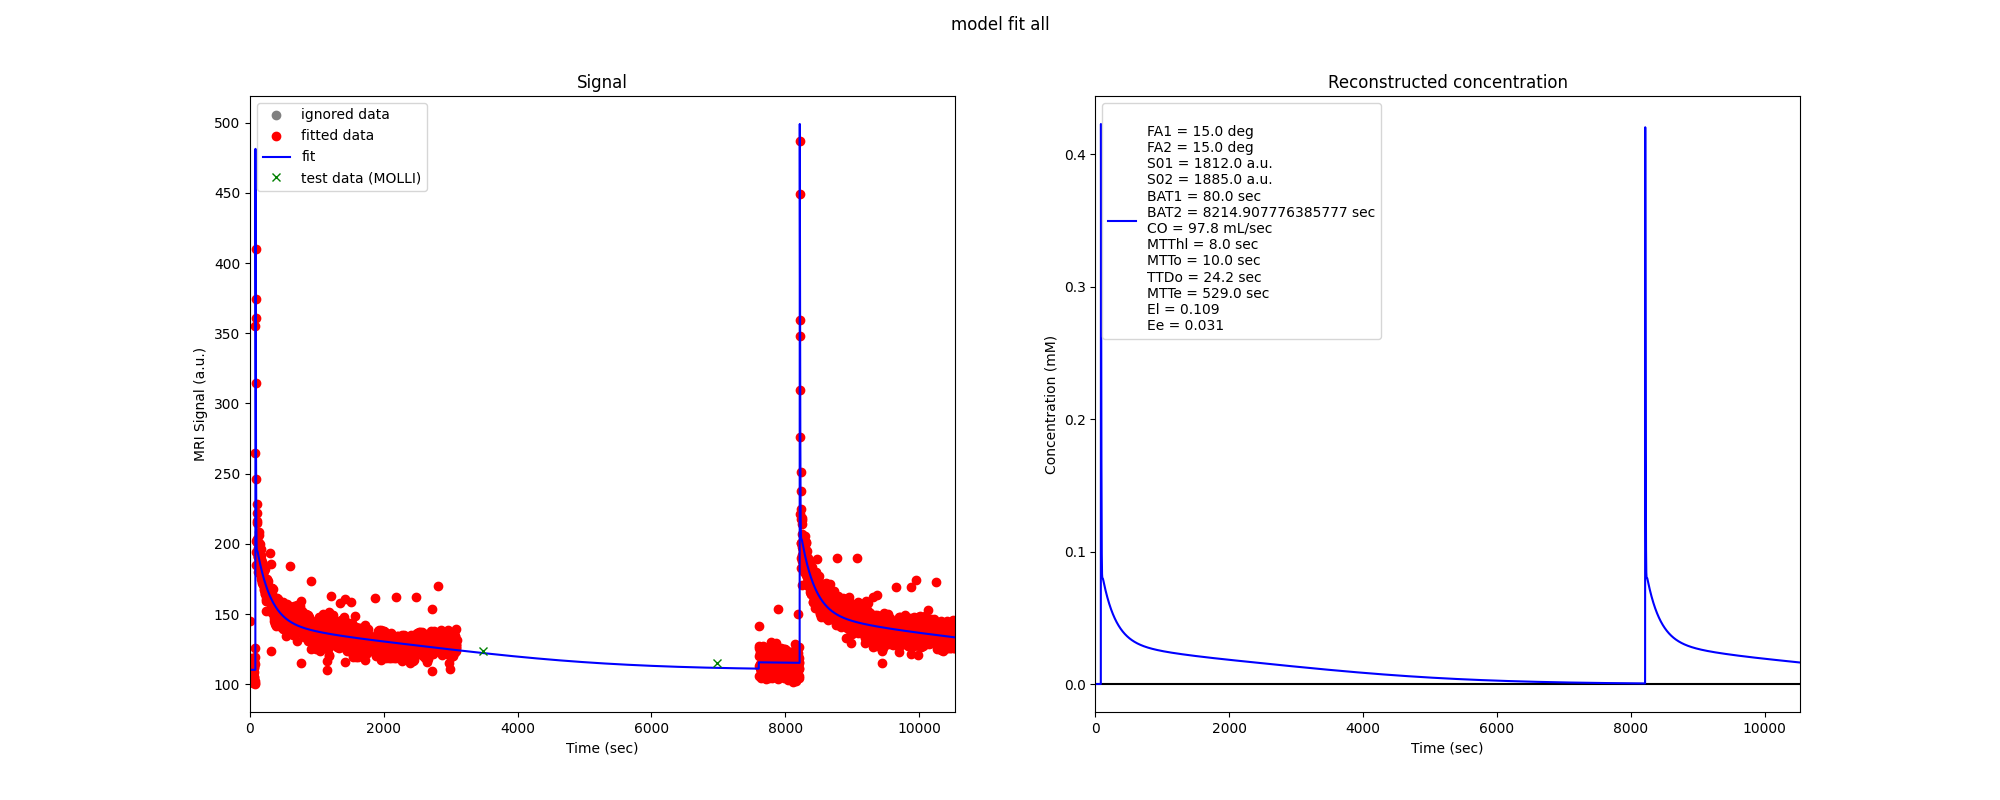 model fit all
Signal
ignored data
fitted data
fit
test data (MOLLI)
500
450
400
350
300
250
200
150
100
MRI Signal (a.u.)
0
2000
4000
6000
8000
10000
Time (sec)
Reconstructed concentration
FA1 = 15.0 deg
FA2 = 15.0 deg
S01 = 1812.0 a.u.
S02 = 1885.0 a.u.
BAT1 = 80.0 sec
BAT2 = 8214.907776385777 sec
CO = 97.8 mL/sec
MTThl = 8.0 sec
MTTo = 10.0 sec
TTDo = 24.2 sec
MTTe = 529.0 sec
El = 0.109
Ee = 0.031
0.4
0.3
0.2
0.1
0.0
Concentration (mM)
0
2000
4000
6000
8000
10000
Time (sec)